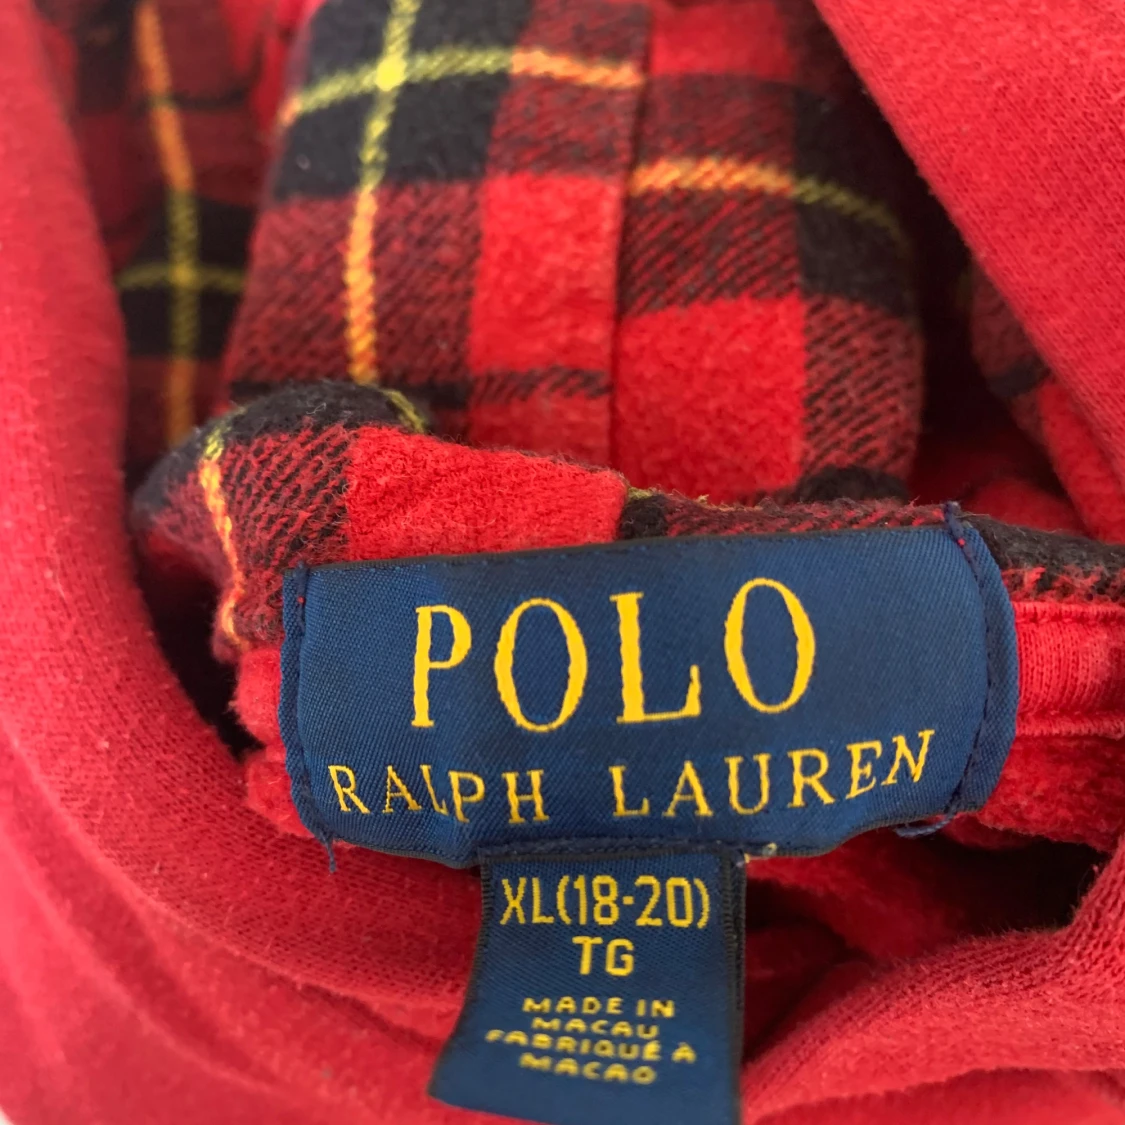 POLO
RALPH LAUREN
XL(18-20)
TG
MADE IN
MACAU
FABRIQUÉ À
MACAO